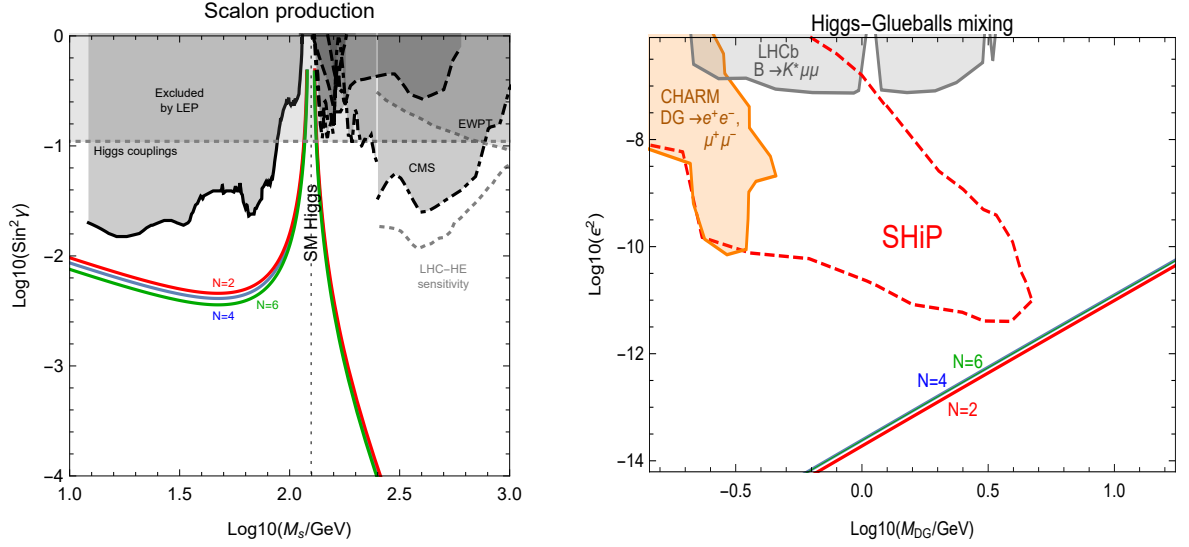 Scalon production
0
−1
−2
−3
−4
Log10(Sin²γ)
Excluded
by LEP
Higgs couplings
EWPT
CMS
SM Higgs
LHC−HE
sensitivity
N=2
N=6
N=4
1.0
1.5
2.0
2.5
3.0
Log10(Mₛ/GeV)
Higgs−Glueballs mixing
−8
−10
−12
−14
Log10(ϵ²)
LHCb
B →K* μμ
CHARM
DG →e⁺e⁻,
μ⁺ μ⁻
SHiP
N=6
N=4
N=2
−0.5
0.0
0.5
1.0
Log10(M_DG/GeV)